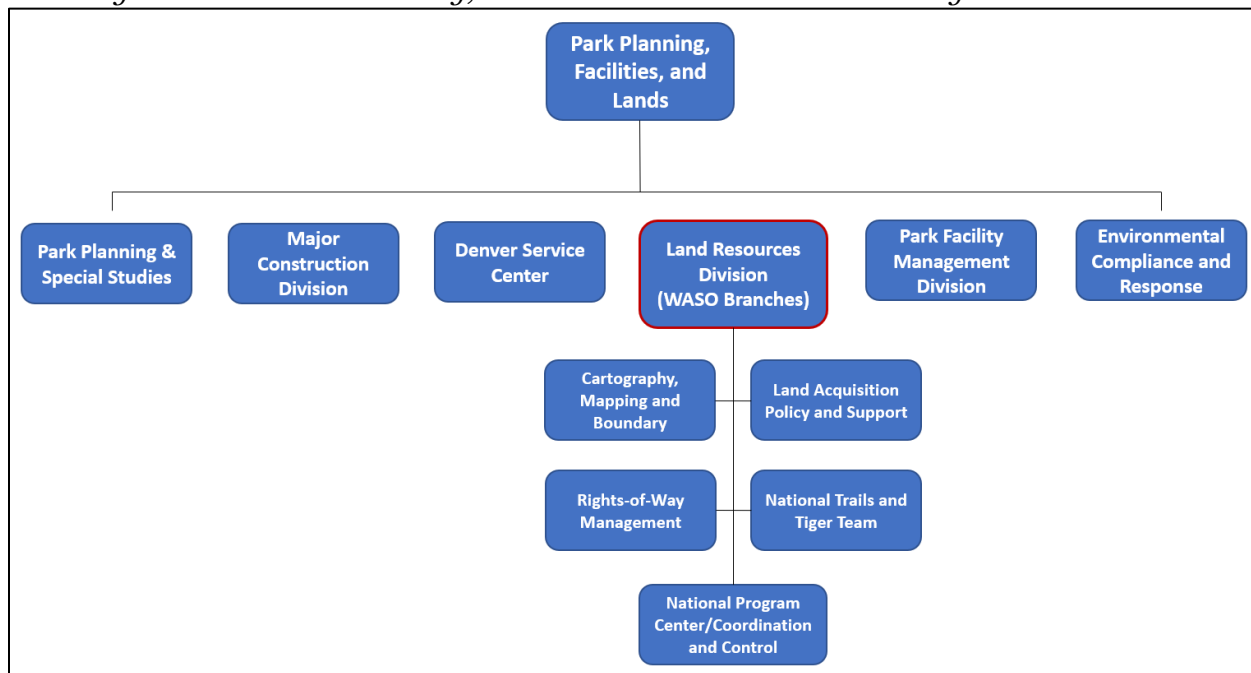 Park Planning,
Facilities, and
Lands
Park Planning &
Special Studies
Major
Construction
Division
Denver Service
Center
Land Resources
Division
(WASO Branches)
Park Facility
Management
Division
Environmental
Compliance and
Response
Cartography,
Mapping and
Boundary
Land Acquisition
Policy and Support
Rights-of-Way
Management
National Trails and
Tiger Team
National Program
Center/Coordination
and Control